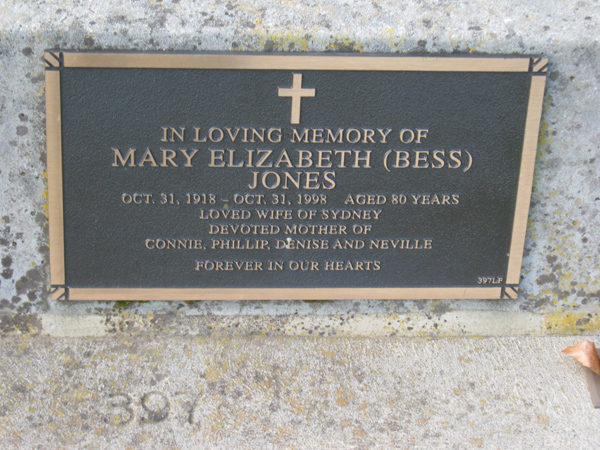 IN LOVING MEMORY OF
MARY ELIZABETH (BESS)
JONES
OCT. 31, 1918 - OCT. 31, 1998 AGED 80 YEARS
LOVED WIFE OF SYDNEY
DEVOTED MOTHER OF
CONNIE, PHILLIP, DENISE AND NEVILLE
FOREVER IN OUR HEARTS
397LP
397